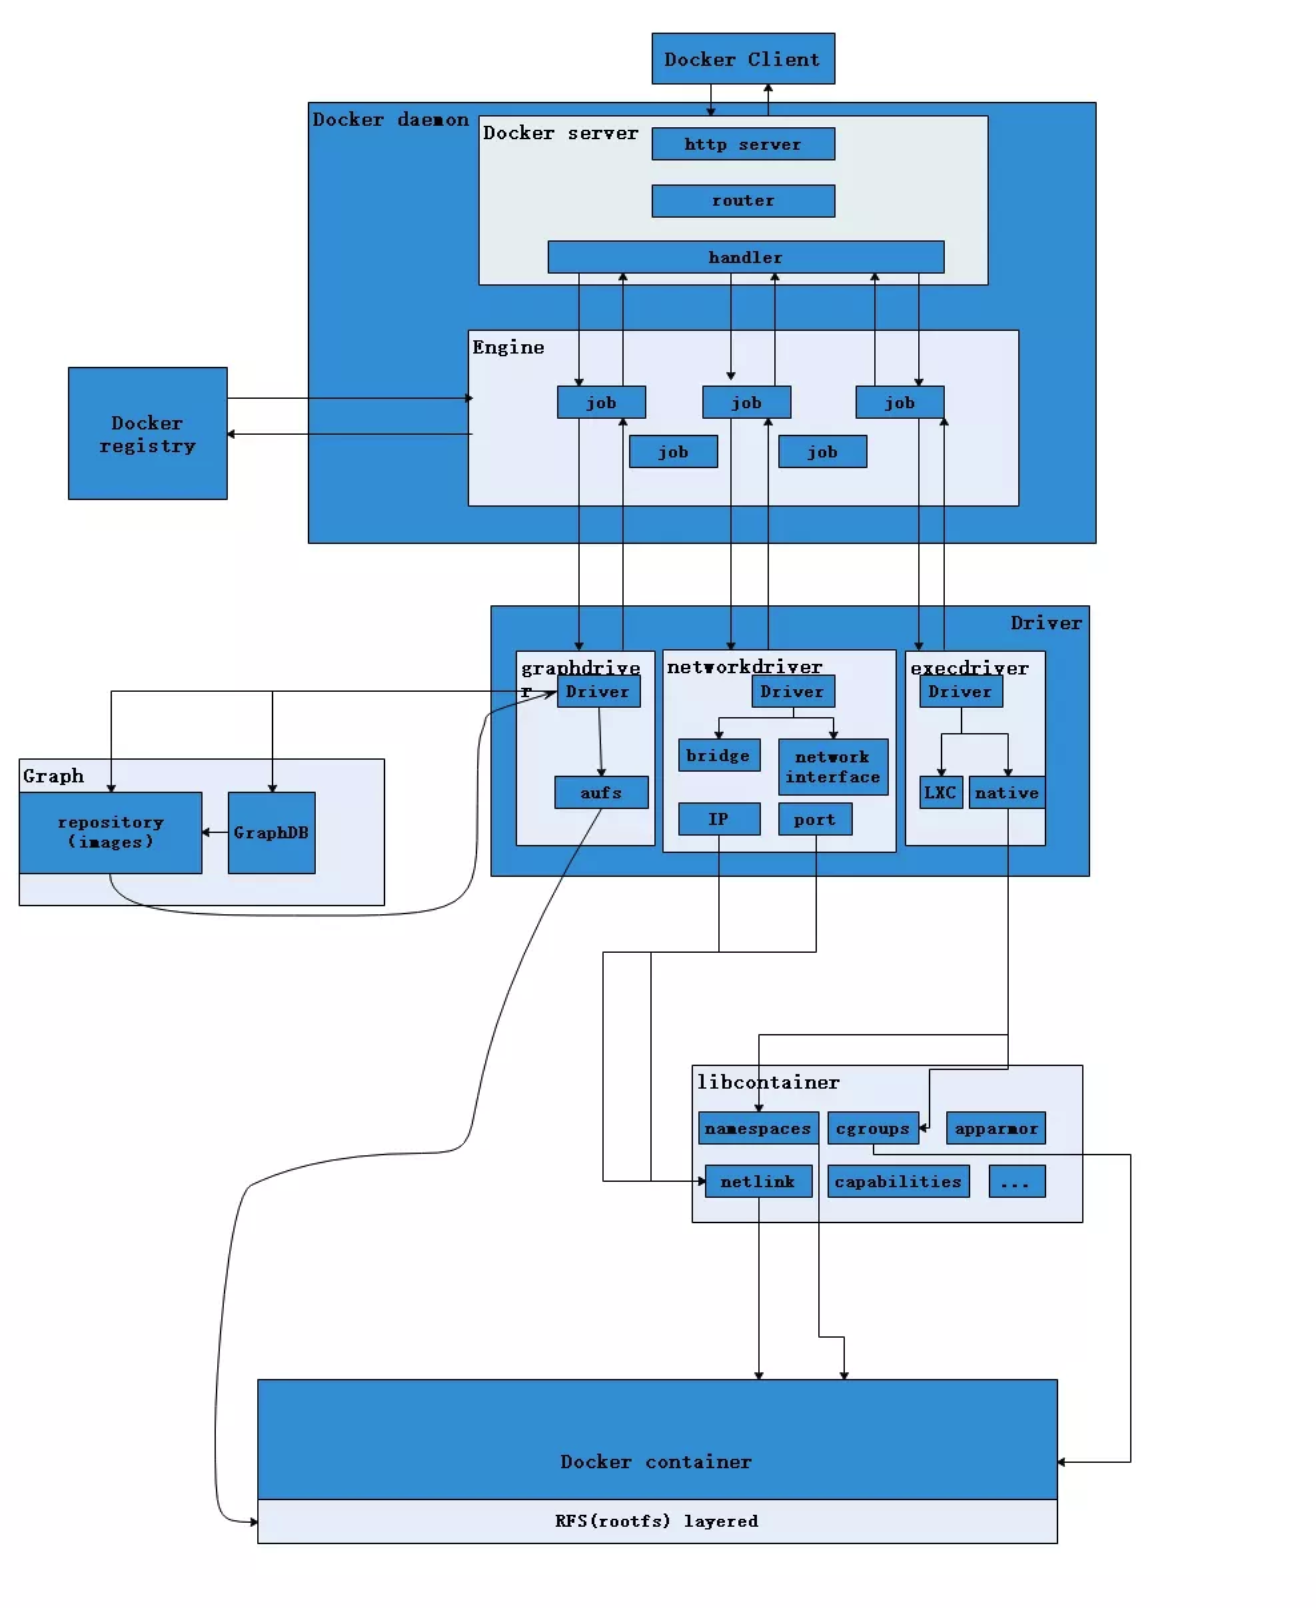 Docker Client
Docker daemon
Docker server
http server
router
handler
Engine
job
job
job
job
job
Docker
registry
Driver
graphdrive
r
networkdriver
execdriver
Driver
Driver
Driver
bridge
network
interface
aufs
LXC
native
IP
port
Graph
repository
(images)
GraphDB
libcontainer
namespaces
cgroups
apparmor
netlink
capabilities
...
Docker container
RFS(rootfs) layered